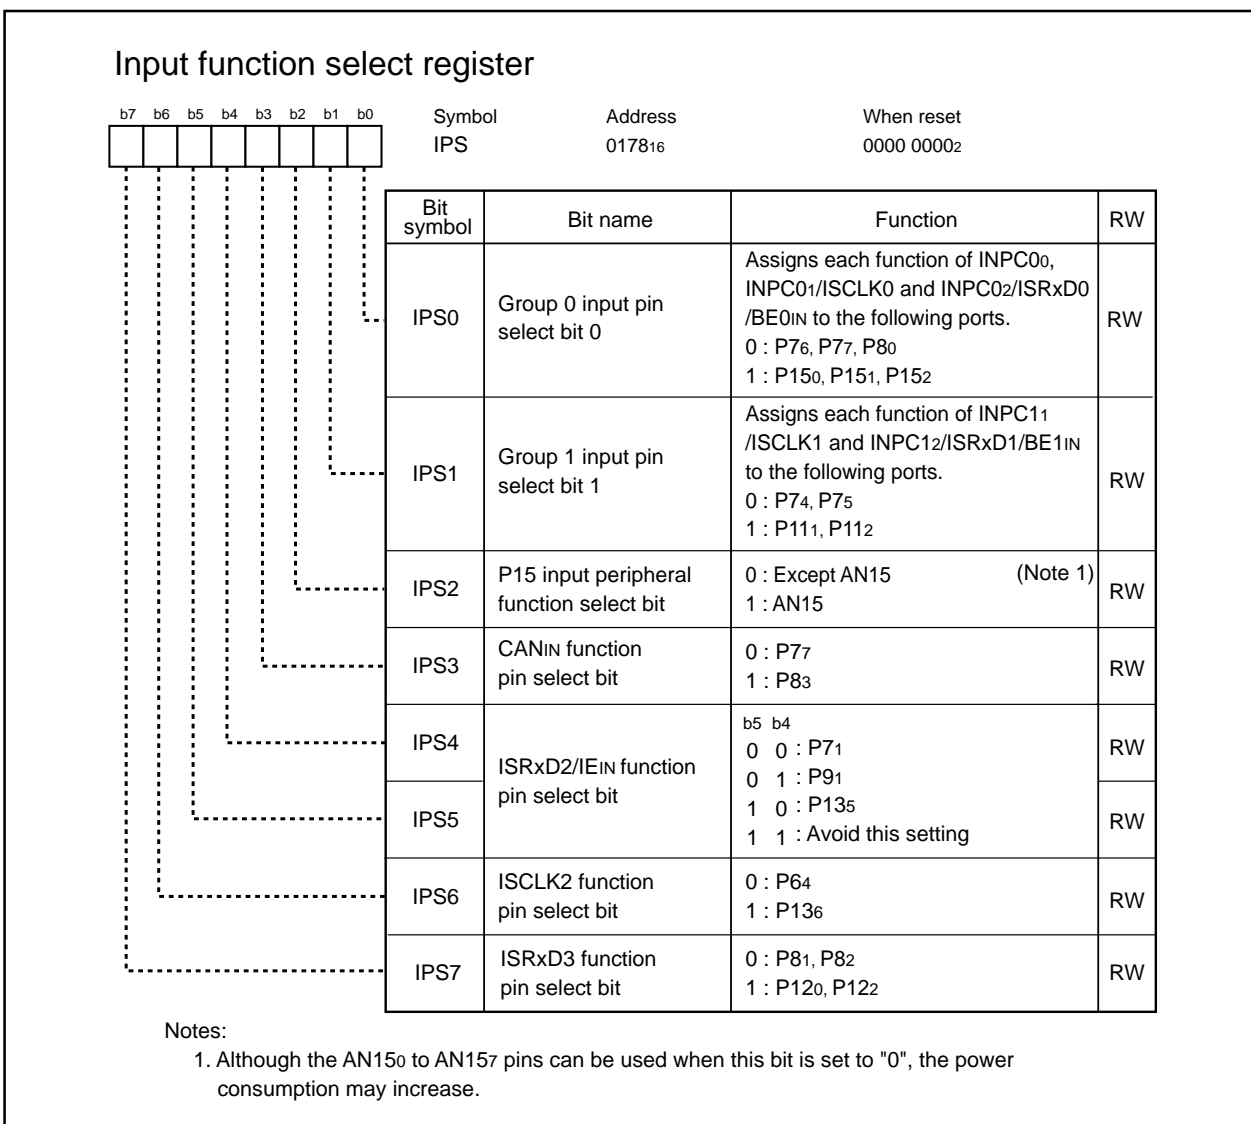 Input function select register
b7 b6 b5 b4 b3 b2 b1 b0
Symbol Address When reset
IPS 017816 0000 00002
Bit symbol Bit name Function RW
IPS0
Group 0 input pin
select bit 0
Assigns each function of INPC00,
INPC01/ISCLK0 and INPC02/ISRxD0
/BE0IN to the following ports.
0 : P76, P77, P80
1 : P150, P151, P152
RW
IPS1
Group 1 input pin
select bit 1
Assigns each function of INPC11
/ISCLK1 and INPC12/ISRxD1/BE1IN
to the following ports.
0 : P74, P75
1 : P111, P112
RW
IPS2
P15 input peripheral
function select bit
0 : Except AN15 (Note 1)
1 : AN15
RW
IPS3
CANIN function
pin select bit
0 : P77
1 : P83
RW
IPS4
IPS5
ISRxD2/IEIN function
pin select bit
b5 b4
0 0 : P71
0 1 : P91
1 0 : P135
1 1 : Avoid this setting
RW
RW
IPS6
ISCLK2 function
pin select bit
0 : P64
1 : P136
RW
IPS7
ISRxD3 function
pin select bit
0 : P81, P82
1 : P120, P122
RW
Notes:
1. Although the AN150 to AN157 pins can be used when this bit is set to "0", the power
consumption may increase.